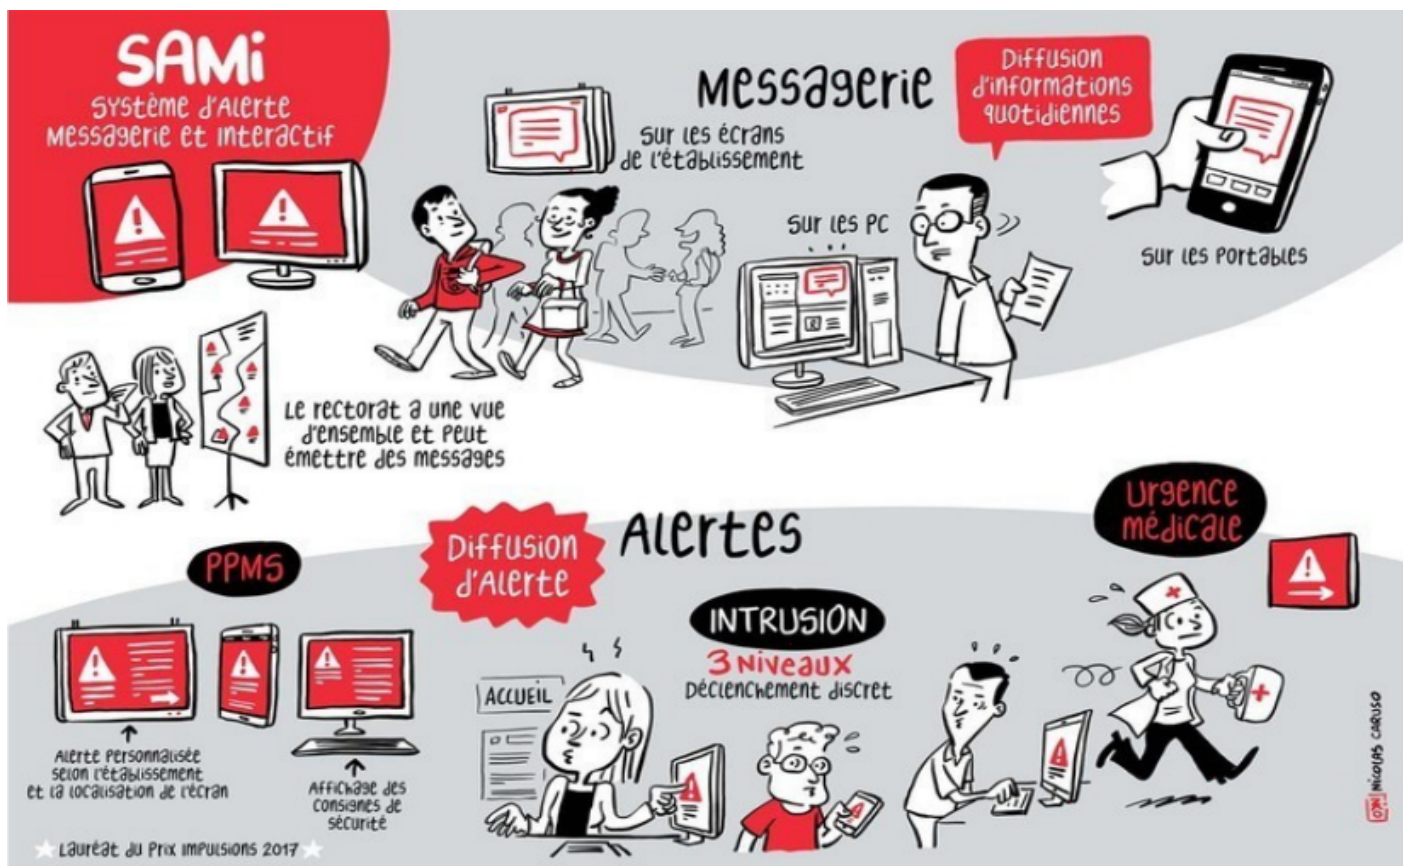 SAMi
SYSTÈME d'Alerte
Messagerie et interactif
Messagerie
Diffusion
d'informations
quotidiennes
sur les écrans
de l'établissement
sur les PC
sur les portables
Le rectorat a une vue
d'ensemble et peut
émettre des messages
Alertes
Diffusion
d'Alerte
PPMS
Alerte personnalisée
selon l'établissement
et la localisation de l'écran
Affichage des
consignes de
sécurité
INTRUSION
3 niveaux
Déclenchement discret
ACCUEIL
Urgence
médicale
Lauréat du Prix impulsions 2017
NICOLAS CARUSO